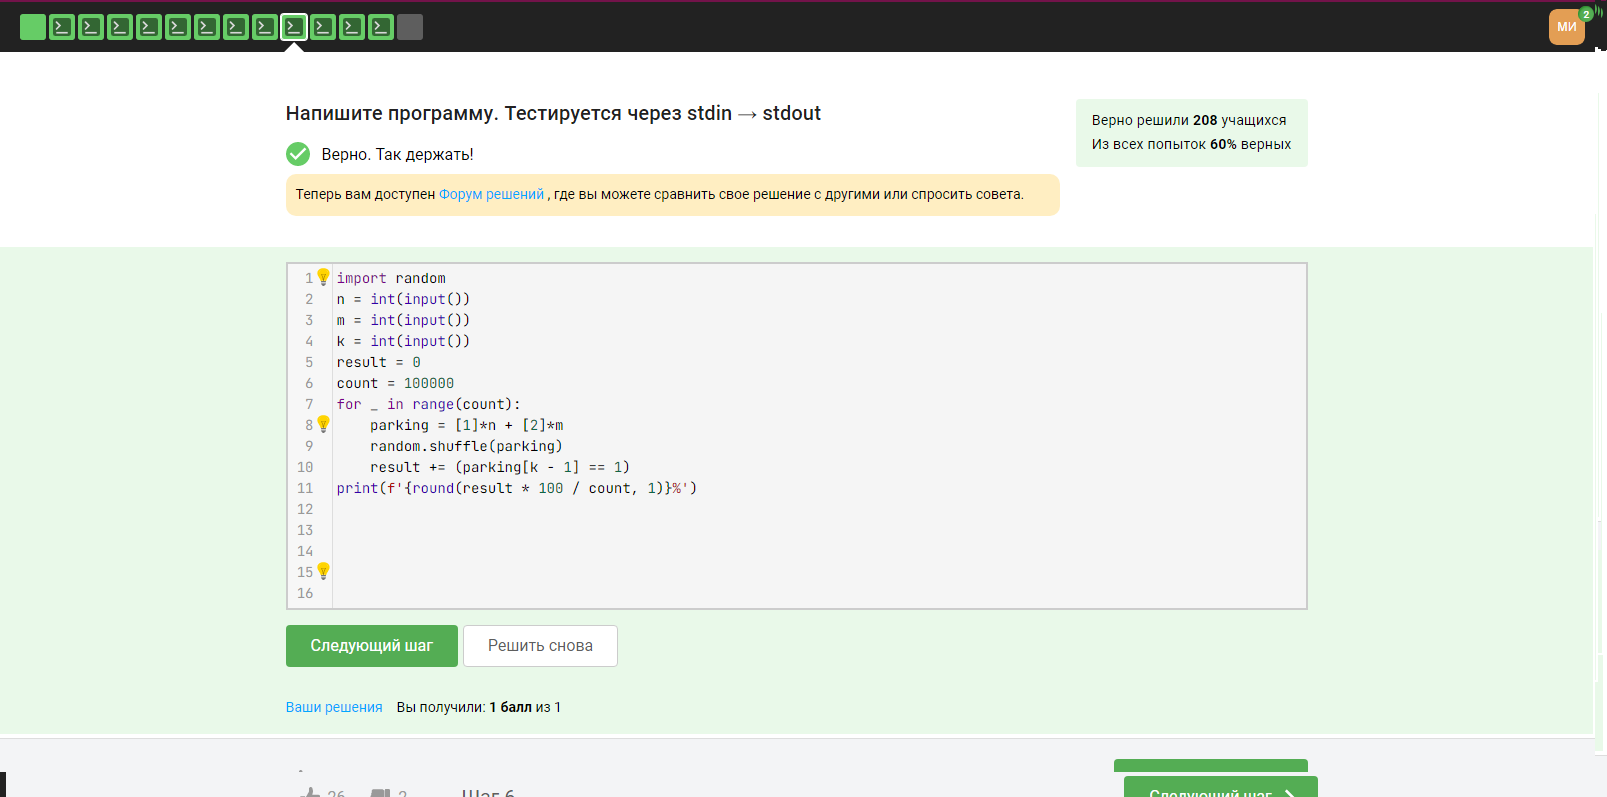 МИ
2
Напишите программу. Тестируется через stdin → stdout
Верно решили 208 учащихся
Из всех попыток 60% верных
Верно. Так держать!
Теперь вам доступен Форум решений , где вы можете сравнить свое решение с другими или спросить совета.
1 import random
2 n = int(input())
3 m = int(input())
4 k = int(input())
5 result = 0
6 count = 100000
7 for _ in range(count):
8     parking = [1]*n + [2]*m
9     random.shuffle(parking)
10     result += (parking[k - 1] == 1)
11 print(f'{round(result * 100 / count, 1)}%')
12
13
14
15
16
Следующий шаг
Решить снова
Ваши решения Вы получили: 1 балл из 1
26 2 Шаг 6
Следующий шаг